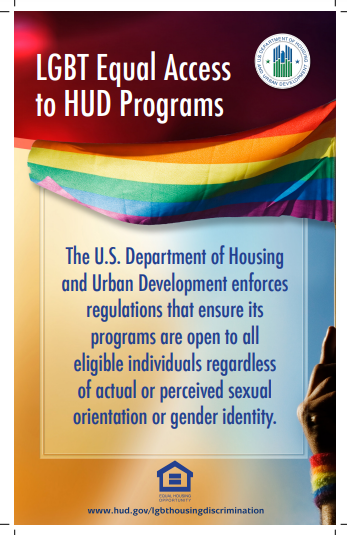 LGBT Equal Access
to HUD Programs
U.S. DEPARTMENT OF HOUSING
AND URBAN DEVELOPMENT
The U.S. Department of Housing
and Urban Development enforces
regulations that ensure its
programs are open to all
eligible individuals regardless
of actual or perceived sexual
orientation or gender identity.
EQUAL HOUSING
OPPORTUNITY
www.hud.gov/lgbthousingdiscrimination